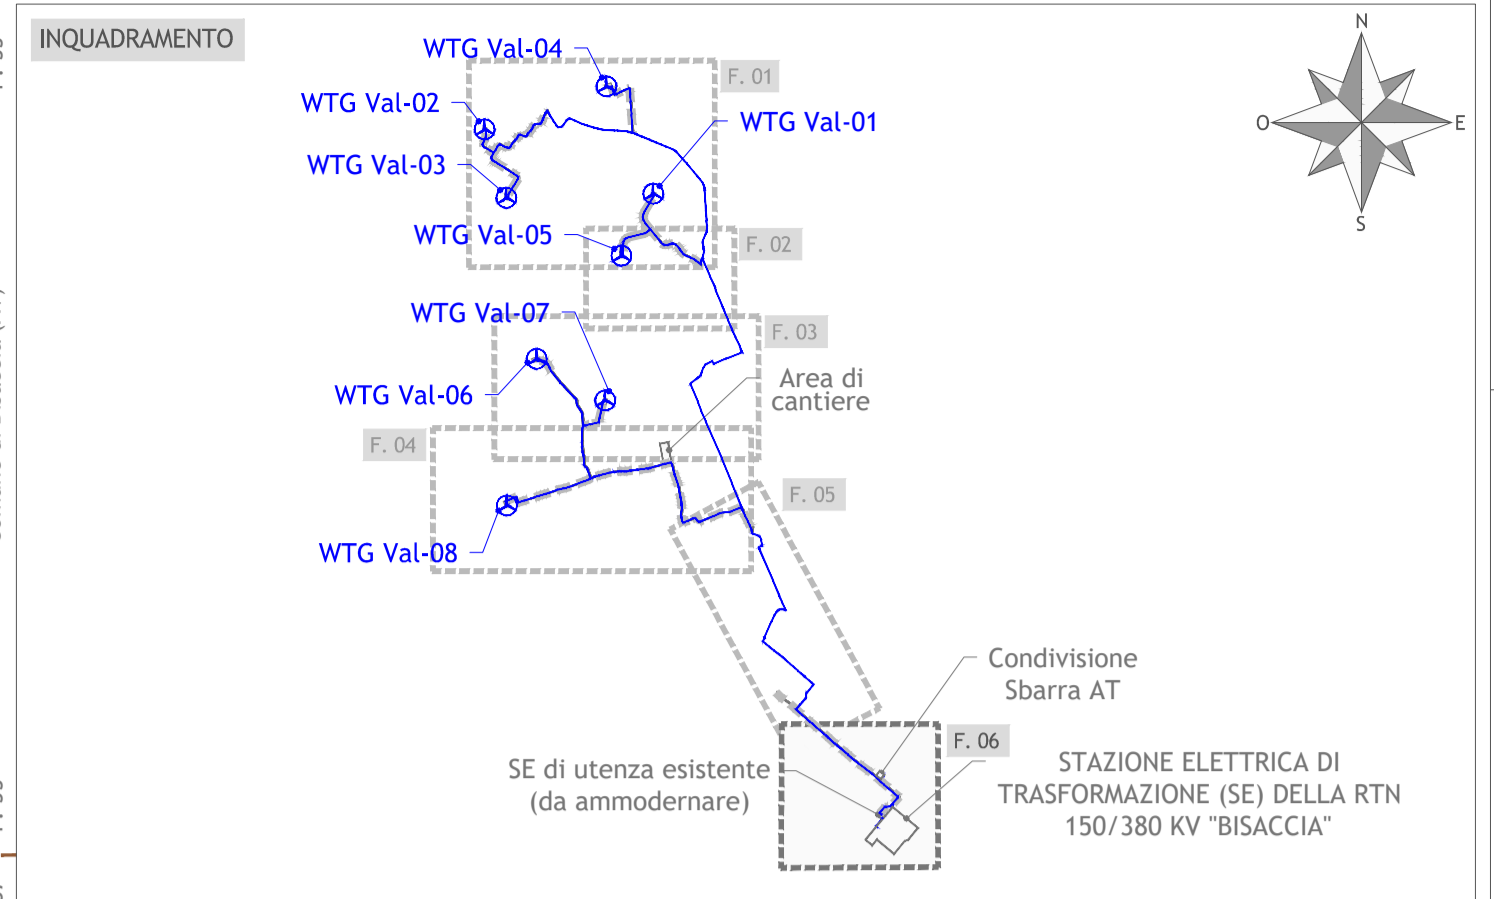 INQUADRAMENTO
N
O
E
S
WTG Val-04
F. 01
WTG Val-02
WTG Val-01
WTG Val-03
WTG Val-05
F. 02
WTG Val-07
F. 03
Area di
cantiere
WTG Val-06
F. 04
F. 05
WTG Val-08
Condivisione
Sbarra AT
F. 06
SE di utenza esistente
(da ammodernare)
STAZIONE ELETTRICA DI
TRASFORMAZIONE (SE) DELLA RTN
150/380 KV "BISACCIA"